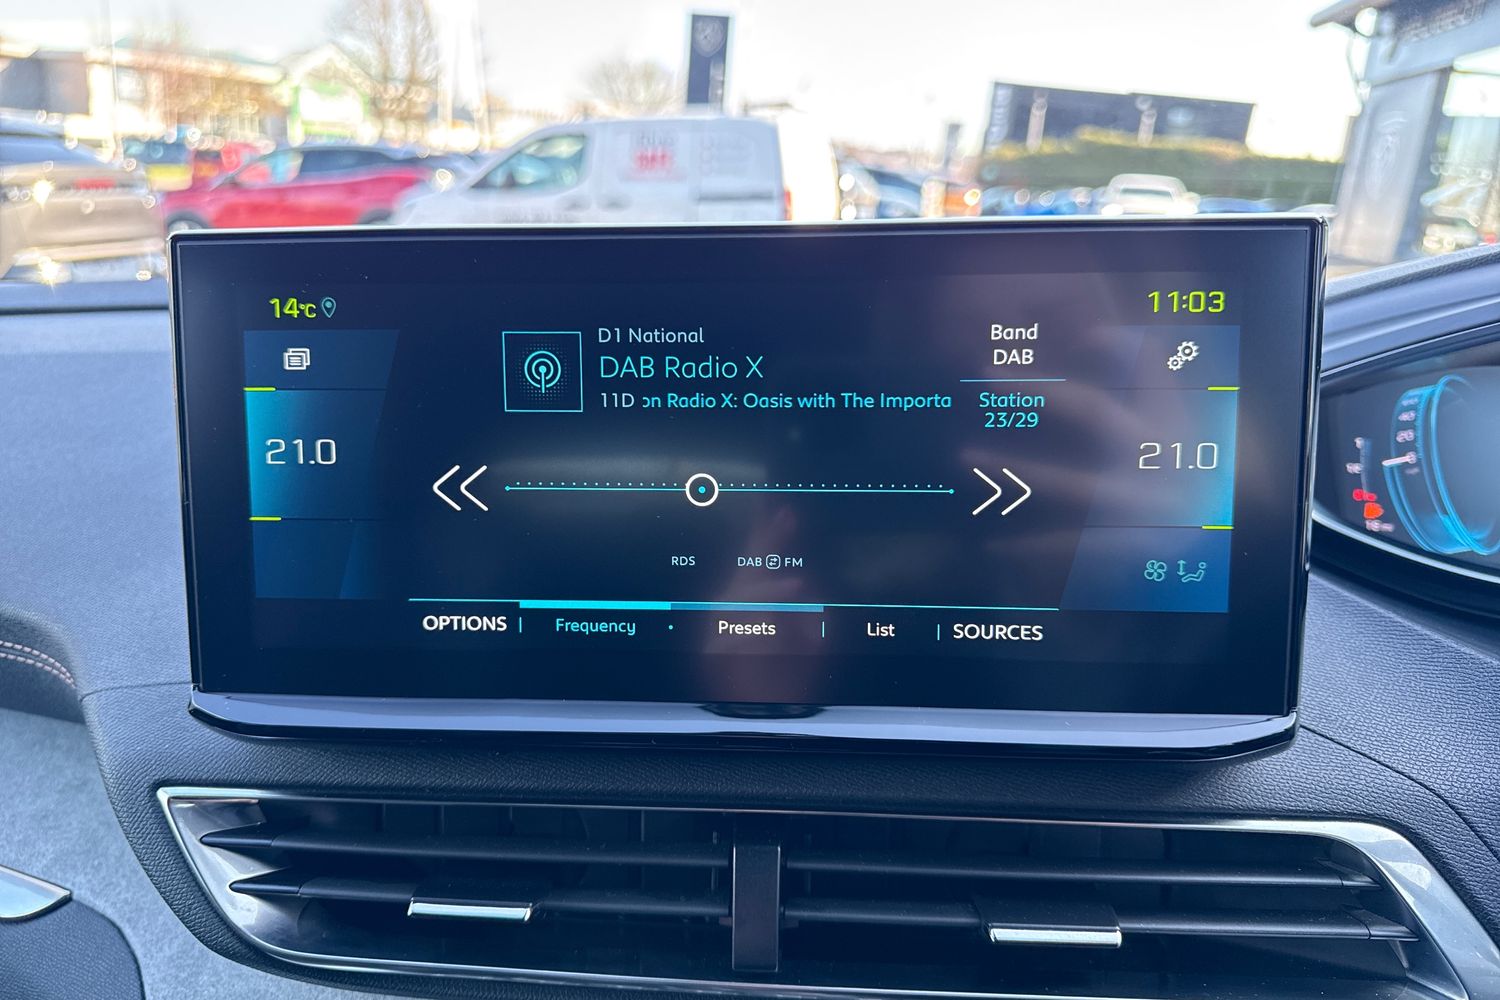 14°C
11:03
D1 National
DAB Radio X
11D on Radio X: Oasis with The Importa
Band
DAB
Station
23/29
21.0
21.0
RDS
DAB
FM
OPTIONS
Frequency
Presets
List
SOURCES